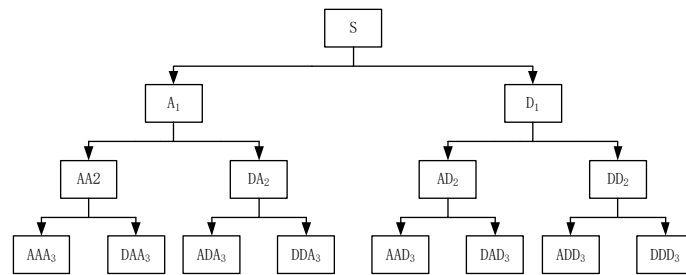 S
A₁ D₁
AA2 DA₂ AD₂ DD₂
AAA₃ DAA₃ ADA₃ DDA₃ AAD₃ DAD₃ ADD₃ DDD₃